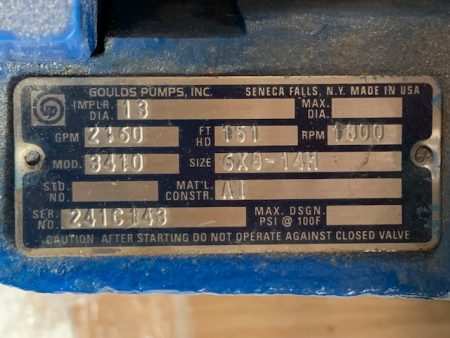 GOULDS PUMPS, INC. SENECA FALLS, N.Y. MADE IN USA
IMPLR. DIA. 13 MAX. DIA.
GPM 2160 FT HD 151 RPM 1800
MOD. 3410 SIZE 6X8-14H
STD. NO. MAT'L. CONSTR. AI
SER. NO. 241C143 MAX. DSGN. PSI @ 100F
CAUTION: AFTER STARTING DO NOT OPERATE AGAINST CLOSED VALVE